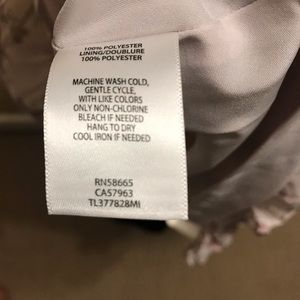 100% POLYESTER
LINING/DOUBLURE
100% POLYESTER
MACHINE WASH COLD,
GENTLE CYCLE,
WITH LIKE COLORS
ONLY NON-CHLORINE
BLEACH IF NEEDED
HANG TO DRY
COOL IRON IF NEEDED
RN58665
CA57963
TL377828MI